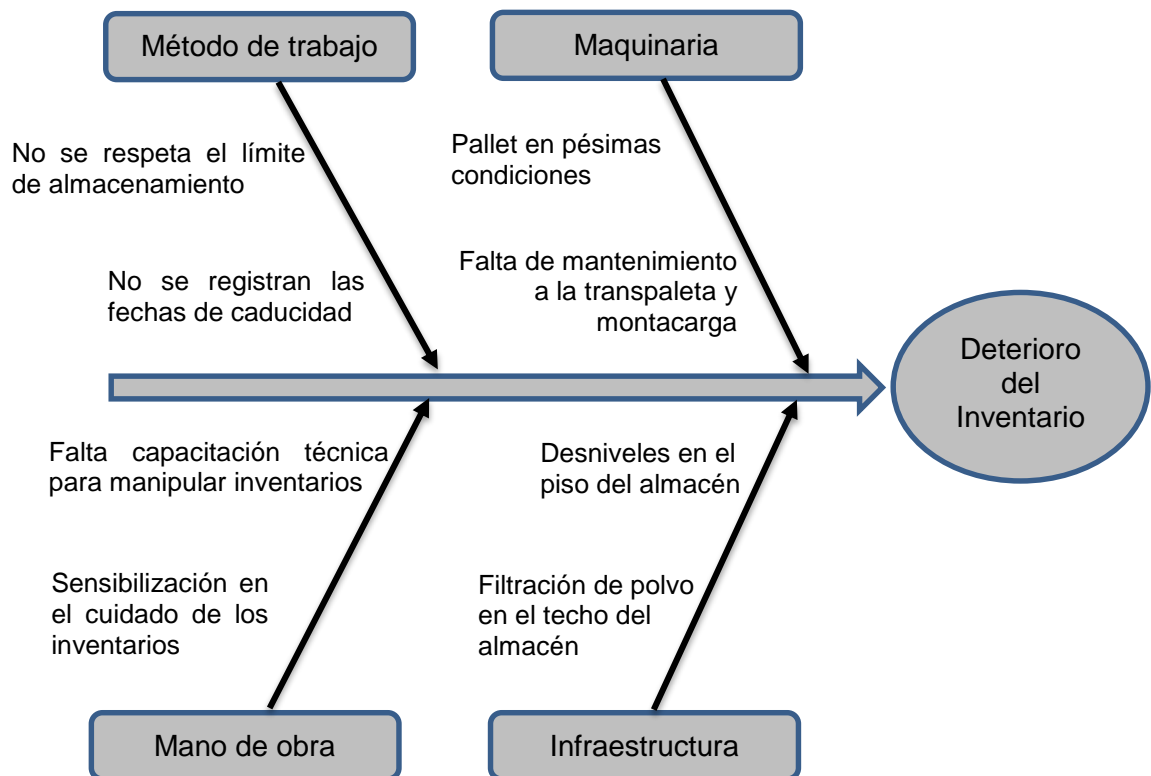 Método de trabajo
Maquinaria
No se respeta el límite
de almacenamiento
Pallet en pésimas
condiciones
No se registran las
fechas de caducidad
Falta de mantenimiento
a la transpaleta y
montacarga
Deterioro
del
Inventario
Falta capacitación técnica
para manipular inventarios
Desniveles en el
piso del almacén
Sensibilización en
el cuidado de los
inventarios
Filtración de polvo
en el techo del
almacén
Mano de obra
Infraestructura